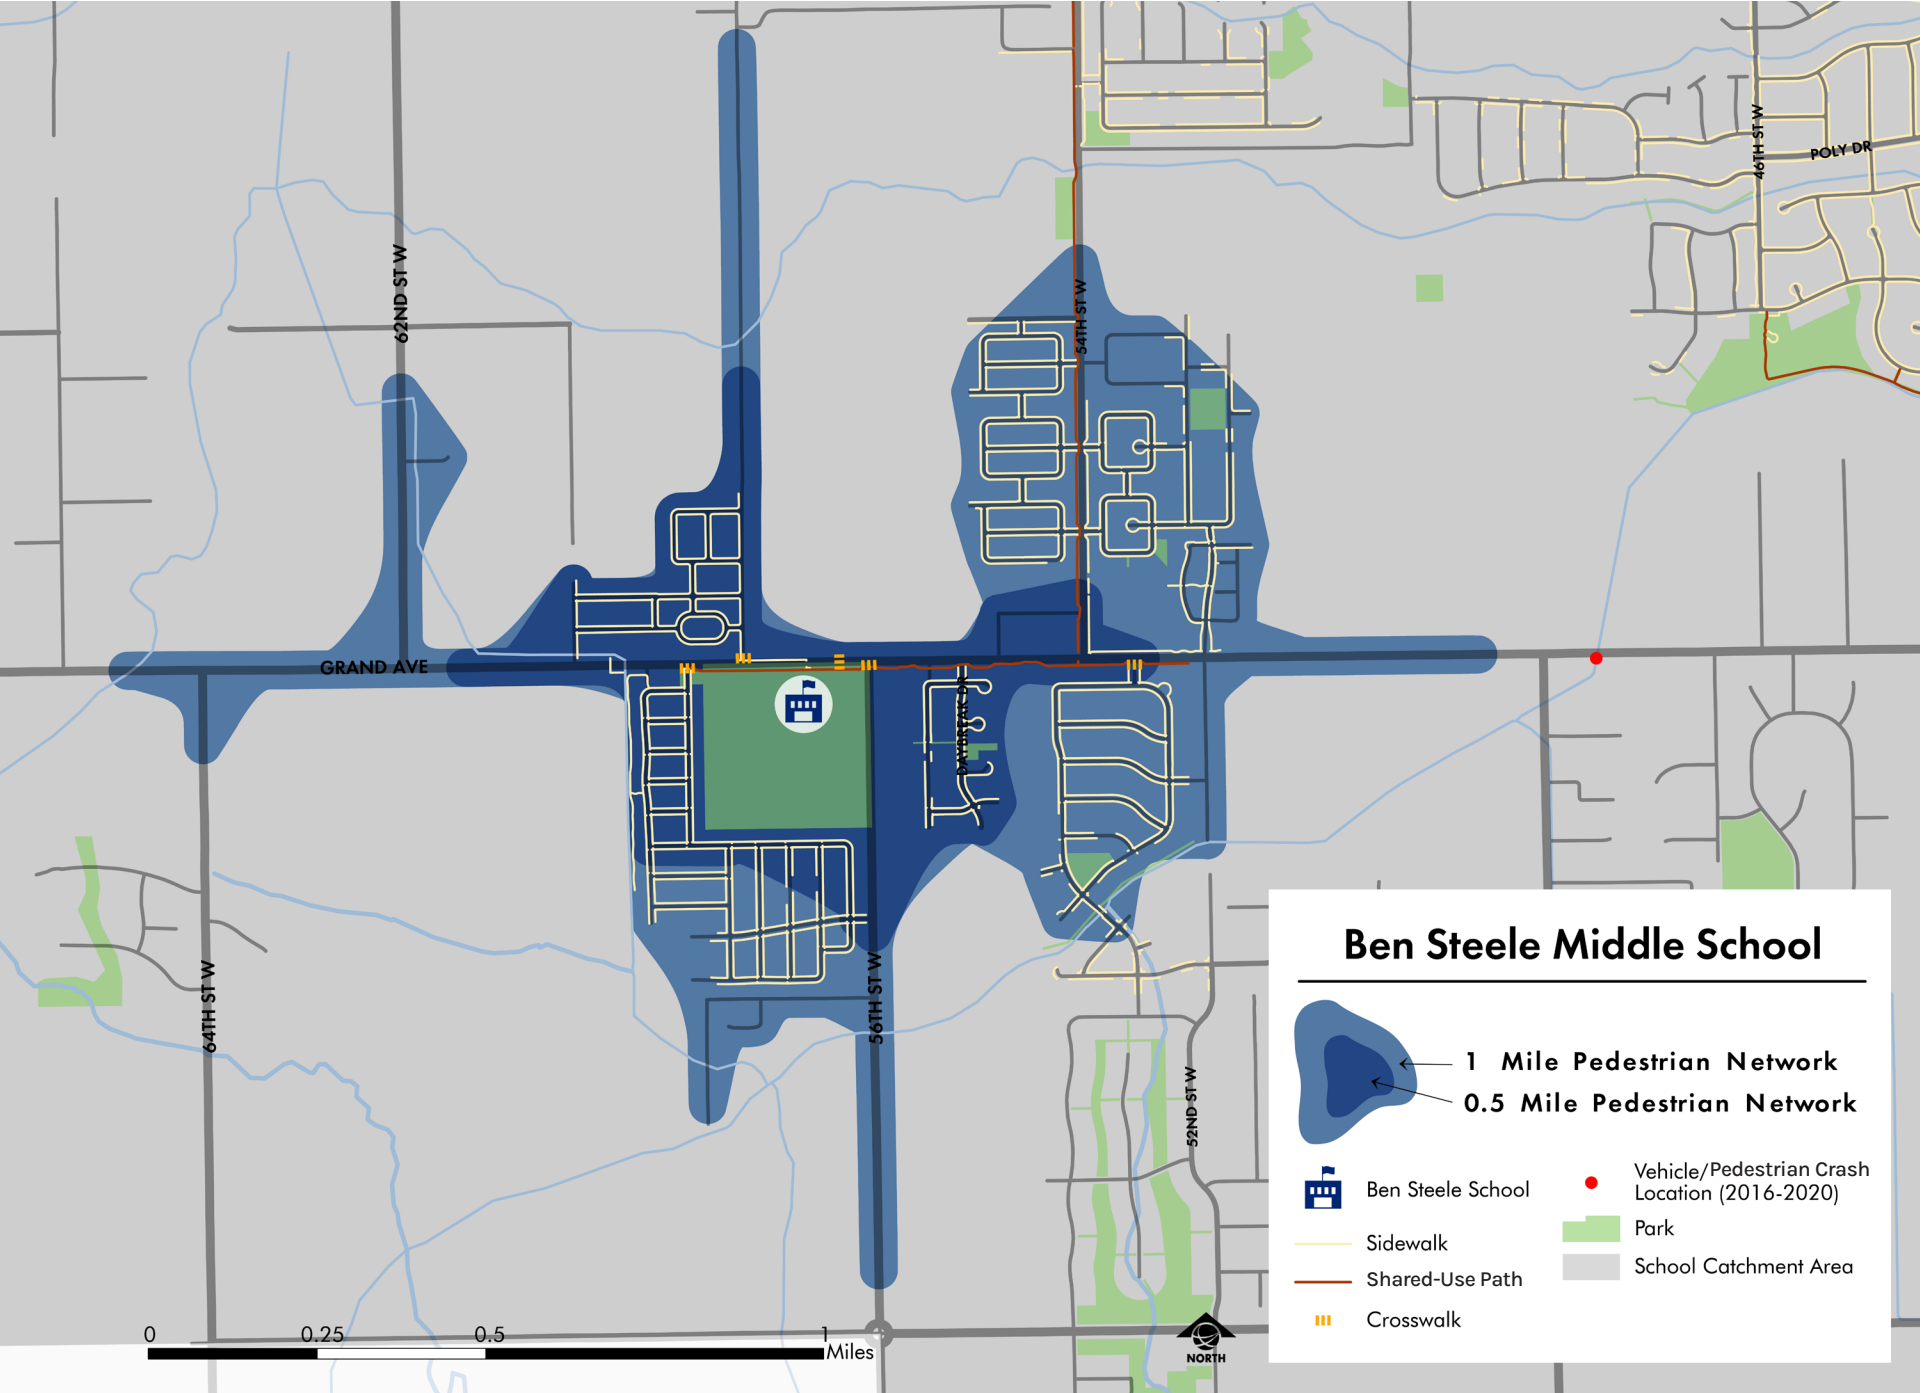 46TH ST W
POLY DR
62ND ST W
54TH ST W
GRAND AVE
DAYBREAK DR
64TH ST W
56TH ST W
52ND ST W
Ben Steele Middle School
1 Mile Pedestrian Network
0.5 Mile Pedestrian Network
Ben Steele School
Sidewalk
Shared-Use Path
Crosswalk
Vehicle/Pedestrian Crash
Location (2016-2020)
Park
School Catchment Area
0 0.25 0.5 1
Miles
NORTH